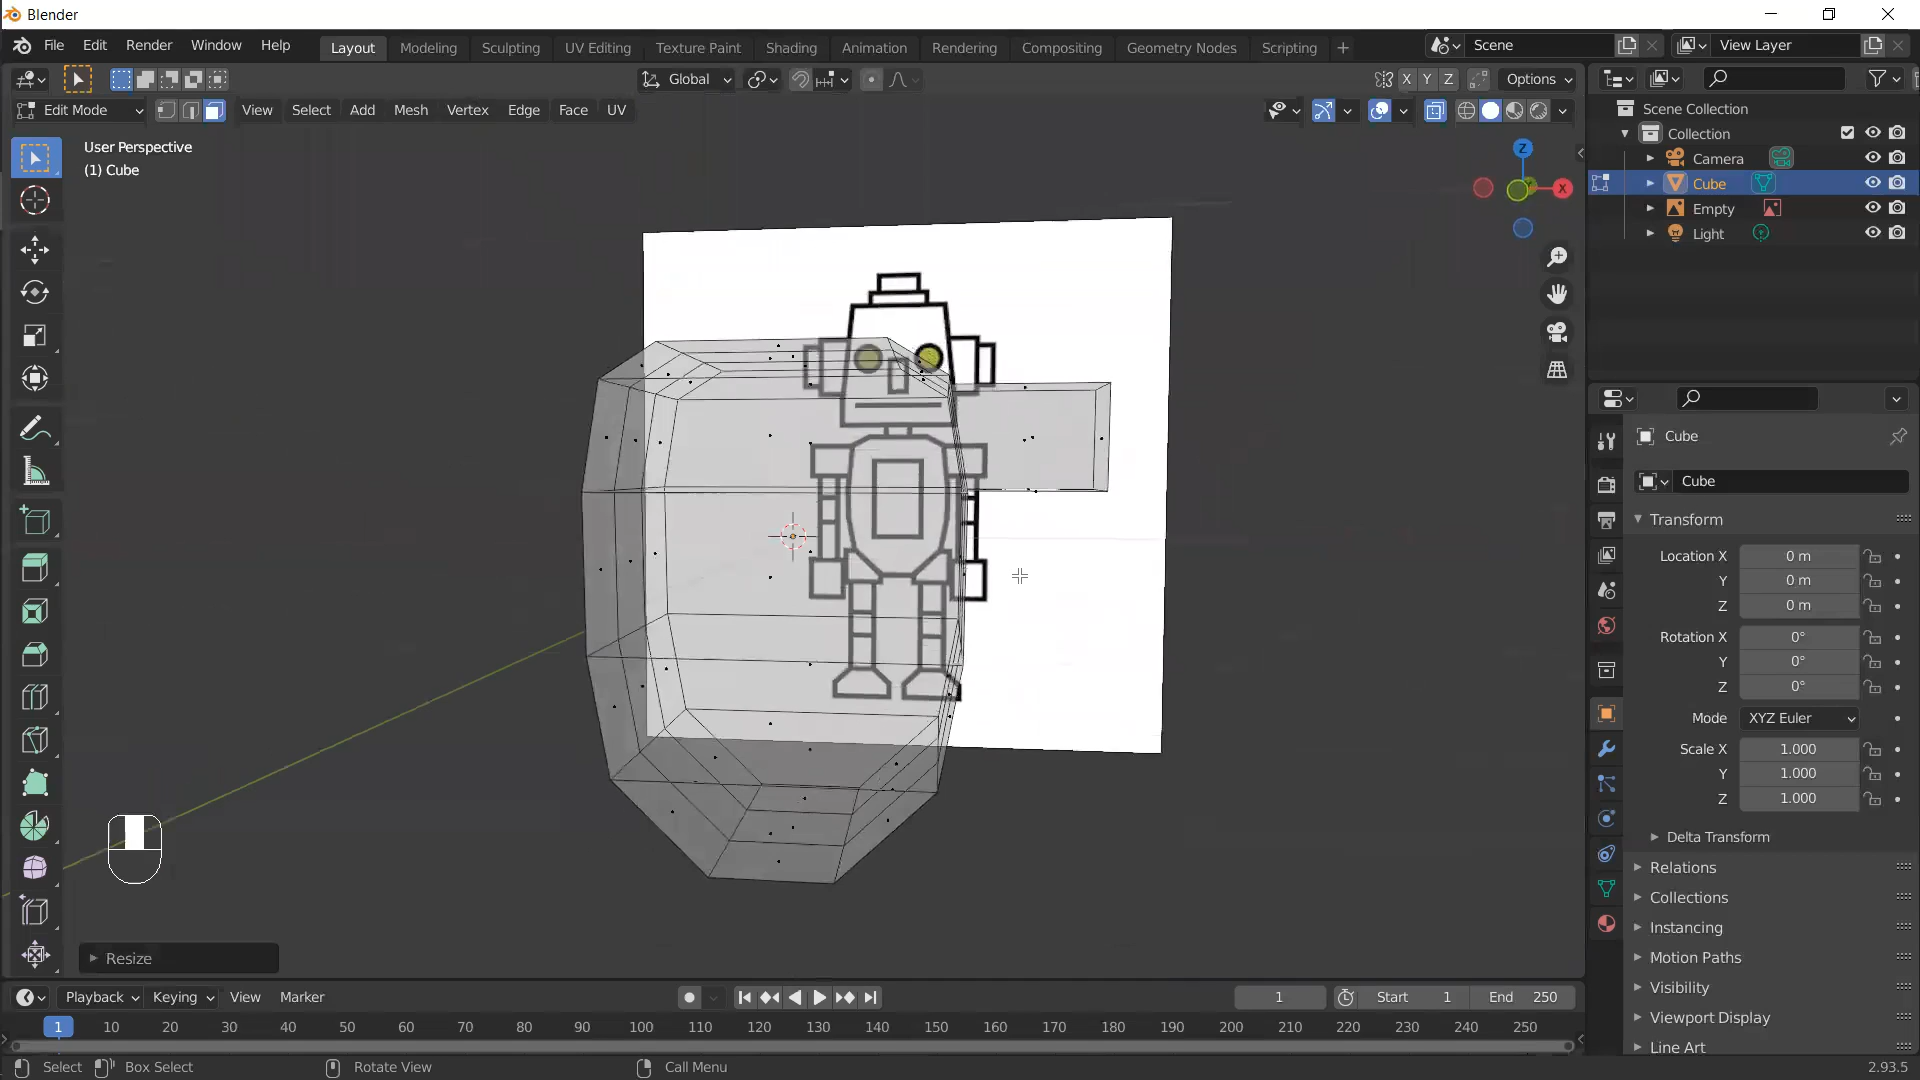 Blender
File Edit Render Window Help Layout Modeling Sculpting UV Editing Texture Paint Shading Animation Rendering Compositing Geometry Nodes Scripting + Scene View Layer
Global X Y Z Options
Edit Mode View Select Add Mesh Vertex Edge Face UV
Scene Collection
Collection
Camera
Cube
Empty
Light
User Perspective
(1) Cube
Z
X
Cube
Cube
Transform
Location X 0 m
Y 0 m
Z 0 m
Rotation X 0°
Y 0°
Z 0°
Mode XYZ Euler
Scale X 1.000
Y 1.000
Z 1.000
Delta Transform
Relations
Collections
Instancing
Motion Paths
Visibility
Viewport Display
Line Art
Resize
Playback Keying View Marker 1 Start 1 End 250
1 10 20 30 40 50 60 70 80 90 100 110 120 130 140 150 160 170 180 190 200 210 220 230 240 250
Select Box Select Rotate View Call Menu 2.93.5